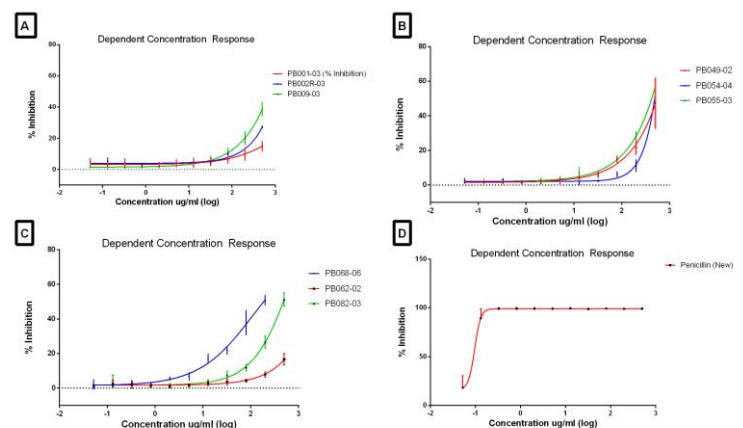 A
Dependent Concentration Response
% Inhibition
80
60
40
20
0
-2
-1
0
1
2
3
Concentration ug/ml (log)
PB001-03 (% Inbition)
PB002R-03
PB009-03
B
Dependent Concentration Response
% Inhibition
80
60
40
20
0
-2
-1
0
1
2
3
Concentration ug/ml (log)
PB049-02
PB054-04
PB055-03
C
Dependent Concentration Response
% Inhibition
80
60
40
20
0
-2
-1
0
1
2
3
Concentration ug/ml (log)
PB068-06
PB062-02
PB082-03
D
Dependent Concentration Response
% Inhibition
150
100
50
0
-2
-1
0
1
2
3
Concentration ug/ml (log)
Penicillin (New)